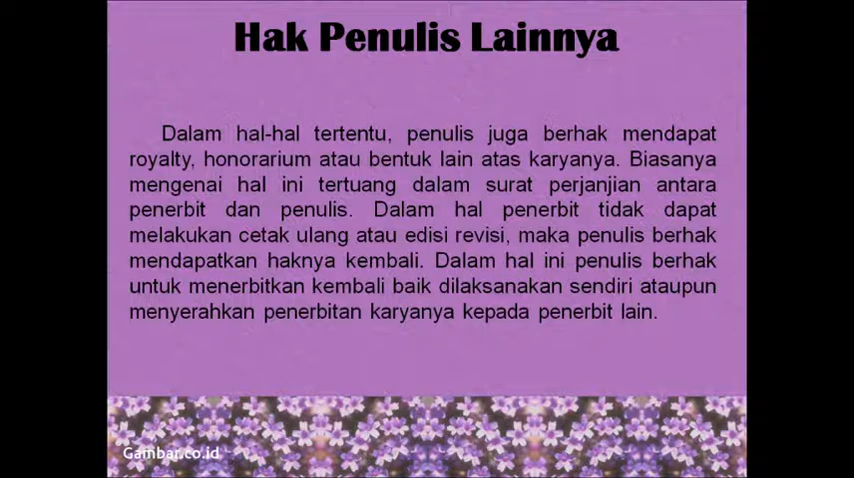 Hak Penulis Lainnya
Dalam hal-hal tertentu, penulis juga berhak mendapat
royalty, honorarium atau bentuk lain atas karyanya. Biasanya
mengenai hal ini tertuang dalam surat perjanjian antara
penerbit dan penulis. Dalam hal penerbit tidak dapat
melakukan cetak ulang atau edisi revisi, maka penulis berhak
mendapatkan haknya kembali. Dalam hal ini penulis berhak
untuk menerbitkan kembali baik dilaksanakan sendiri ataupun
menyerahkan penerbitan karyanya kepada penerbit lain.
Gambar.co.id